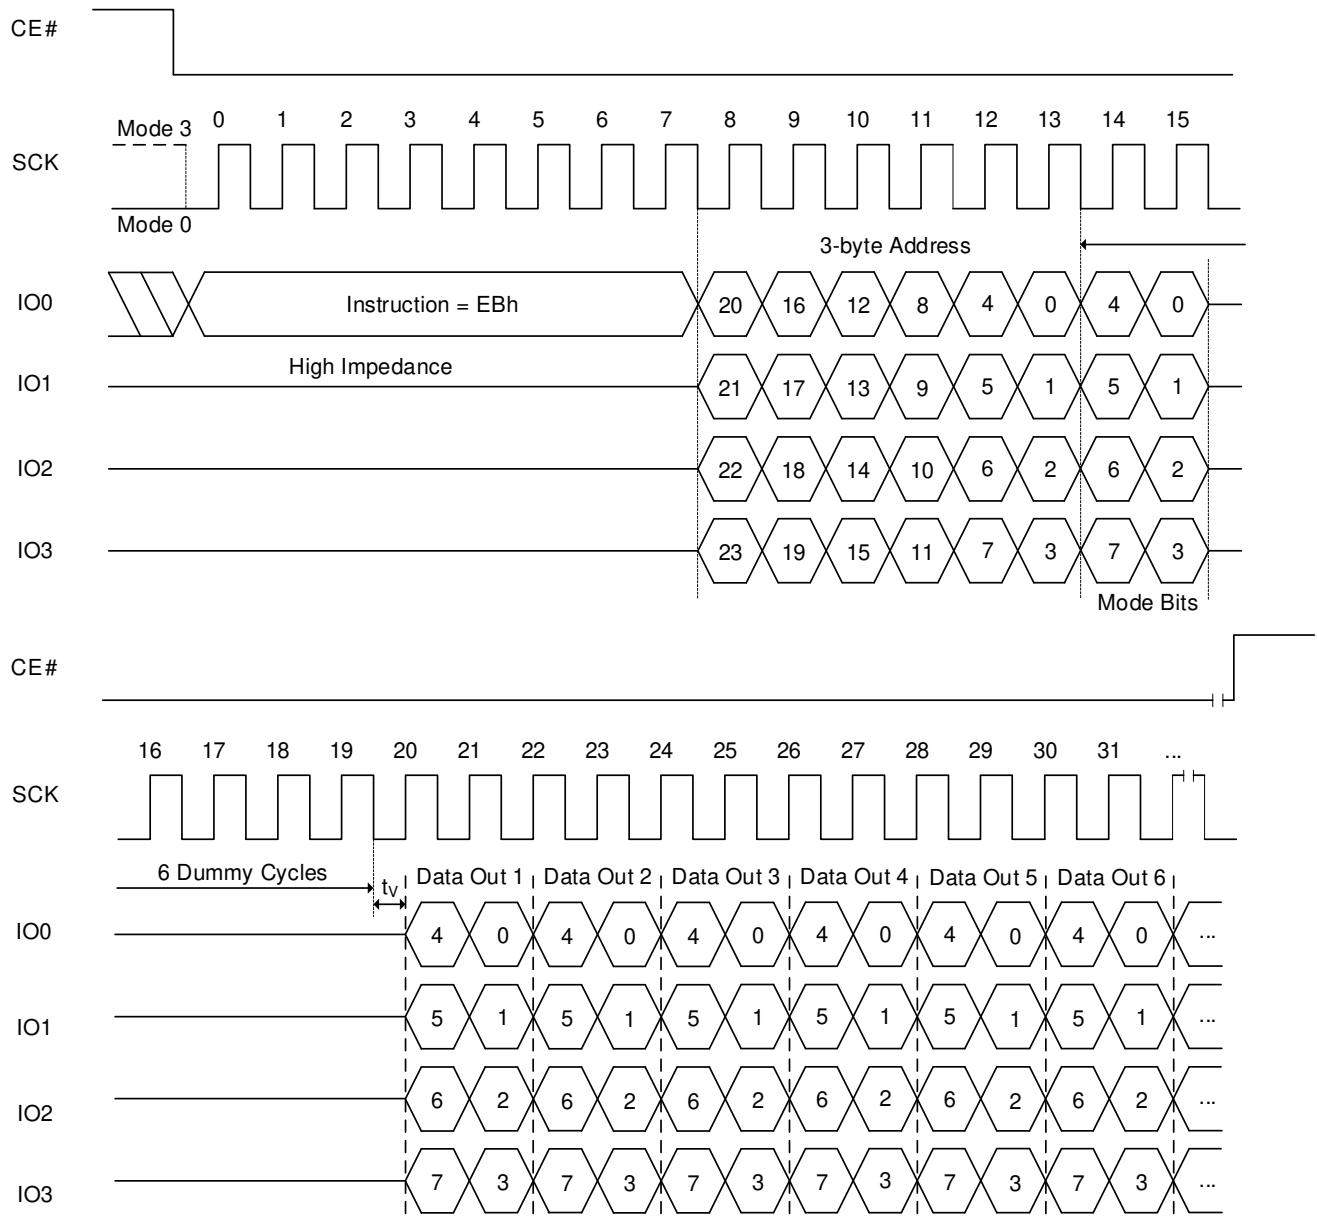 CE#
Mode 3 0 1 2 3 4 5 6 7 8 9 10 11 12 13 14 15
SCK
Mode 0
3-byte Address
IO0 Instruction = EBh 20 16 12 8 4 0 4 0
High Impedance
IO1 21 17 13 9 5 1 5 1
IO2 22 18 14 10 6 2 6 2
IO3 23 19 15 11 7 3 7 3
Mode Bits
CE#
16 17 18 19 20 21 22 23 24 25 26 27 28 29 30 31 ...
SCK
6 Dummy Cycles tV Data Out 1 Data Out 2 Data Out 3 Data Out 4 Data Out 5 Data Out 6
IO0 4 0 4 0 4 0 4 0 4 0 4 0 ...
IO1 5 1 5 1 5 1 5 1 5 1 5 1 ...
IO2 6 2 6 2 6 2 6 2 6 2 6 2 ...
IO3 7 3 7 3 7 3 7 3 7 3 7 3 ...